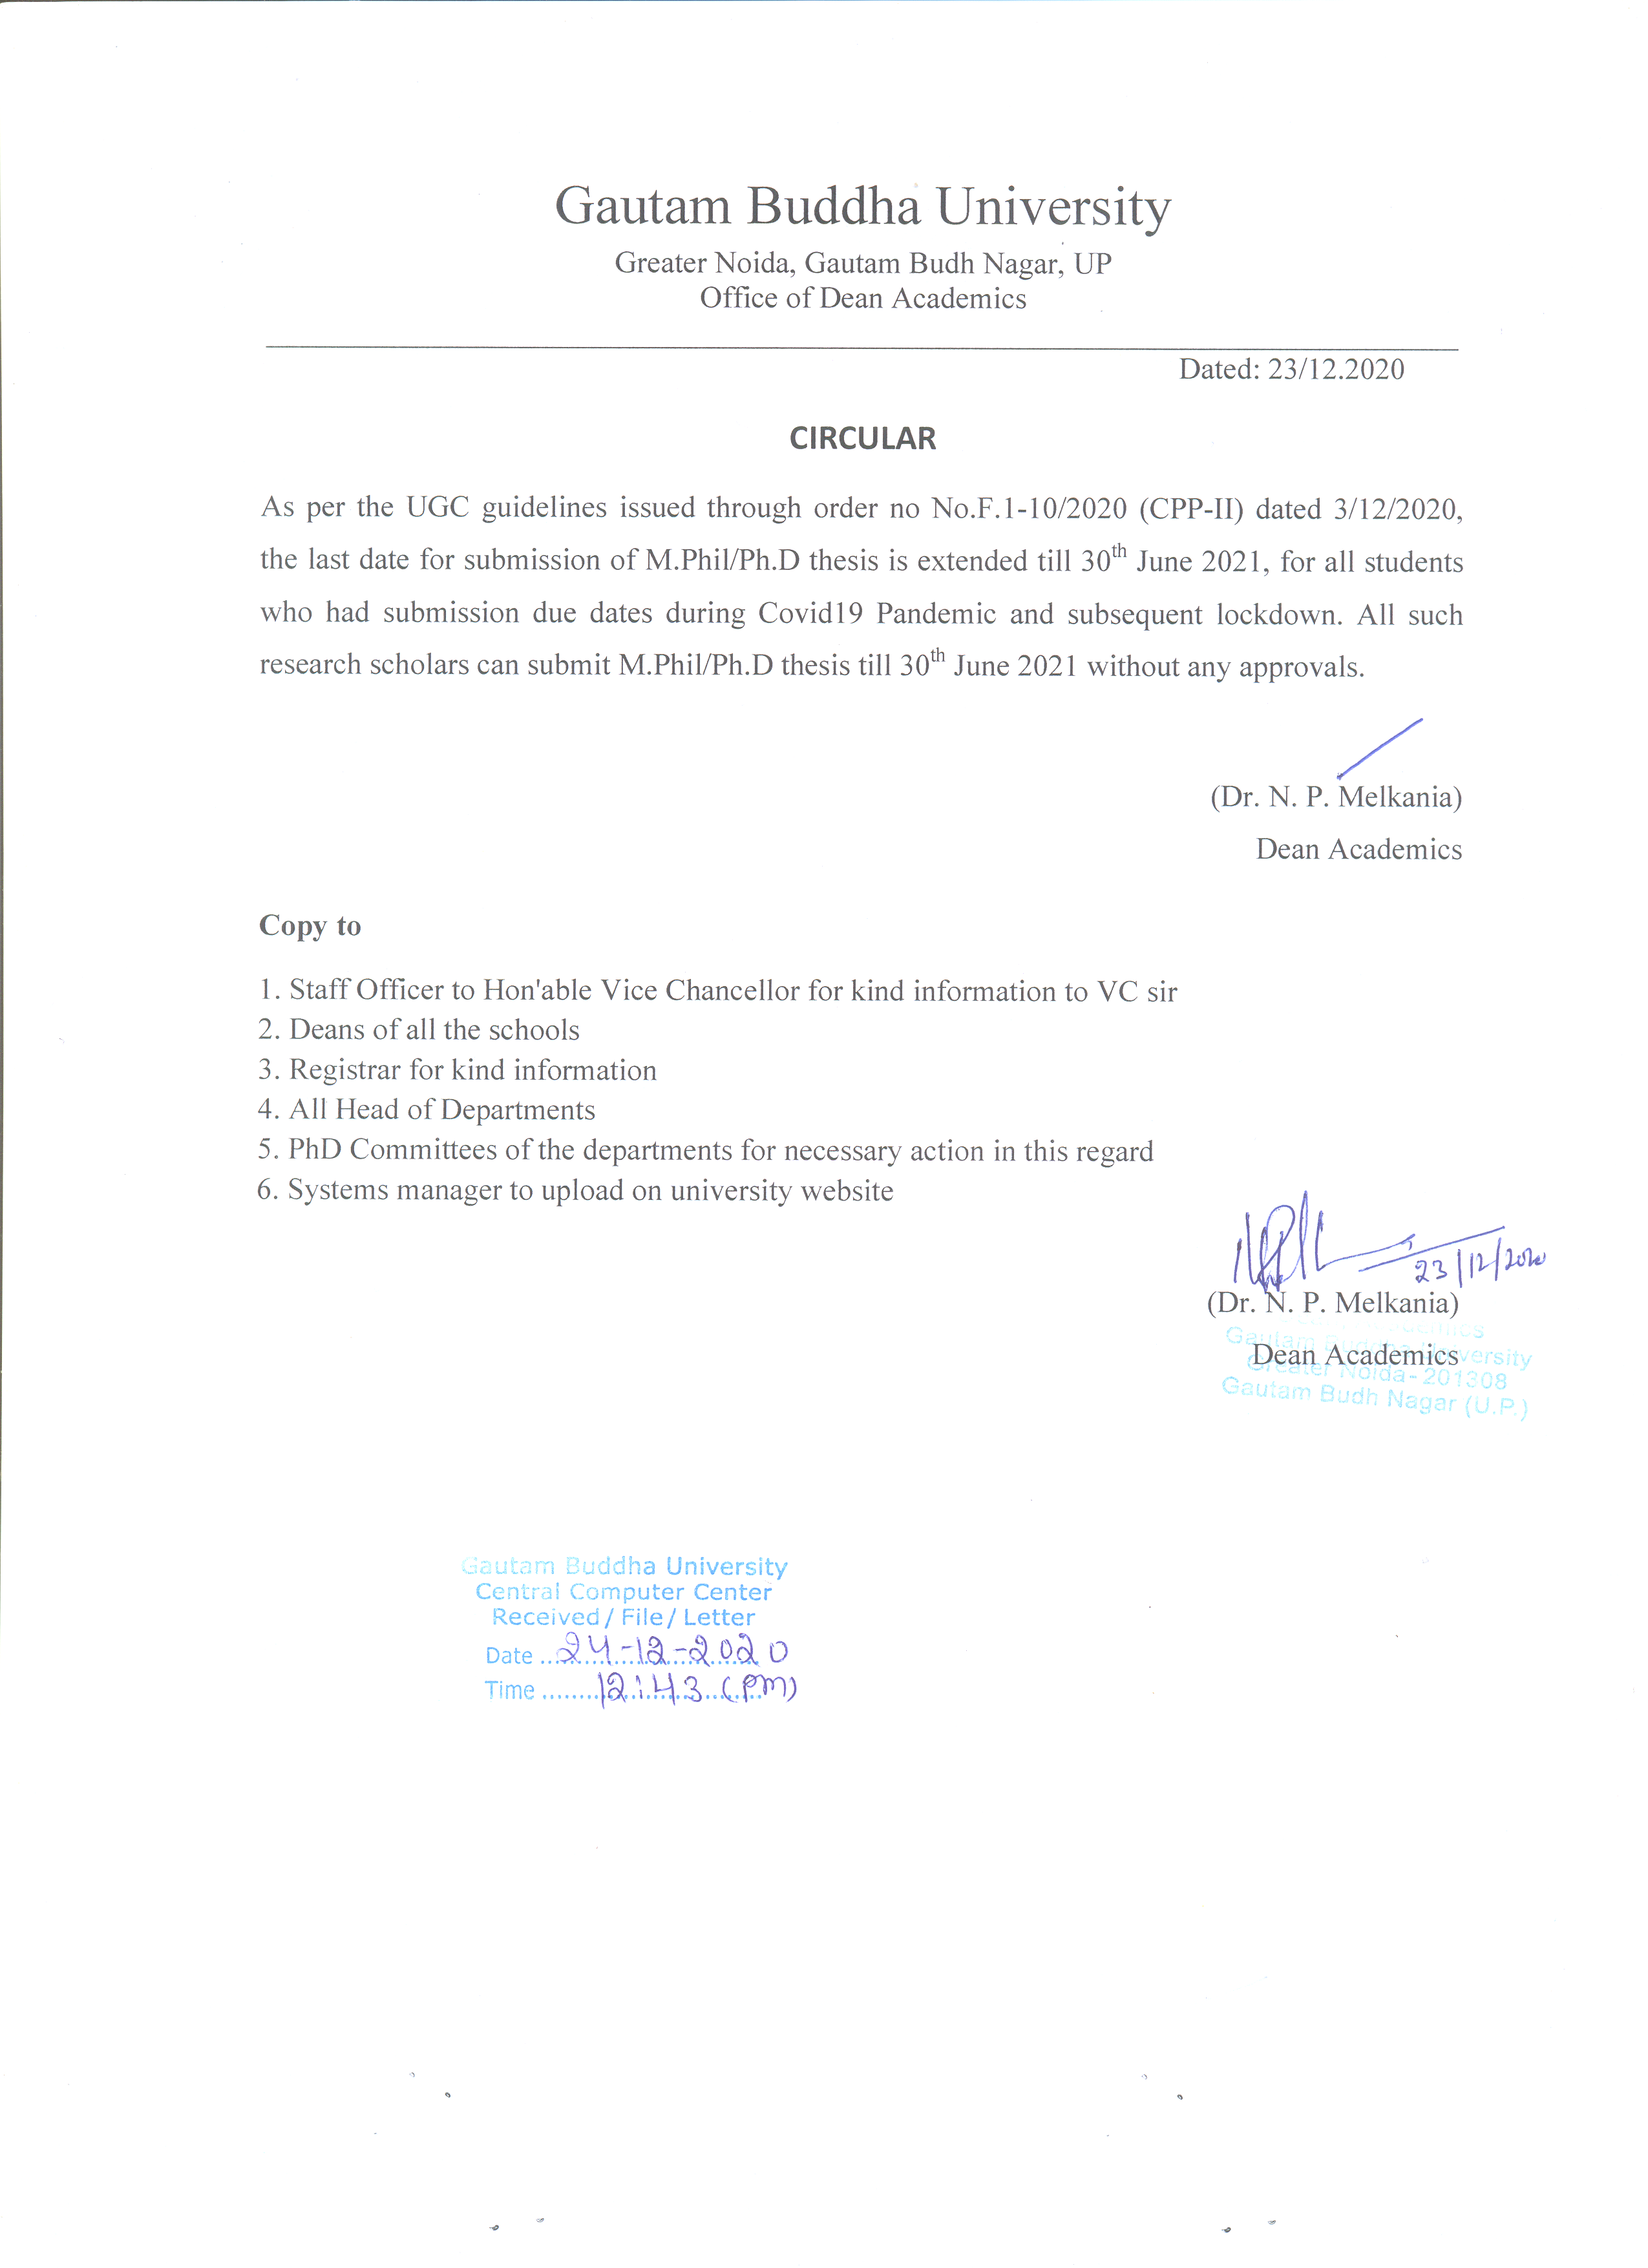 Gautam Buddha University
Greater Noida, Gautam Budh Nagar, UP
Office of Dean Academics
Dated: 23/12.2020
CIRCULAR
As per the UGC guidelines issued through order no No.F.1-10/2020 (CPP-II) dated 3/12/2020,
the last date for submission of M.Phil/Ph.D thesis is extended till 30th June 2021, for all students
who had submission due dates during Covid19 Pandemic and subsequent lockdown. All such
research scholars can submit M.Phil/Ph.D thesis till 30th June 2021 without any approvals.
(Dr. N. P. Melkania)
Dean Academics
Copy to
1. Staff Officer to Hon'able Vice Chancellor for kind information to VC sir
2. Deans of all the schools
3. Registrar for kind information
4. All Head of Departments
5. PhD Committees of the departments for necessary action in this regard
6. Systems manager to upload on university website
23/12/2020
(Dr. N. P. Melkania)
Dean Academics
Gautam Buddha University
Greater Noida-201308
Gautam Budh Nagar (U.P.)
Gautam Buddha University
Central Computer Center
Received / File / Letter
Date 24-12-2020
Time 12:43 (PM)